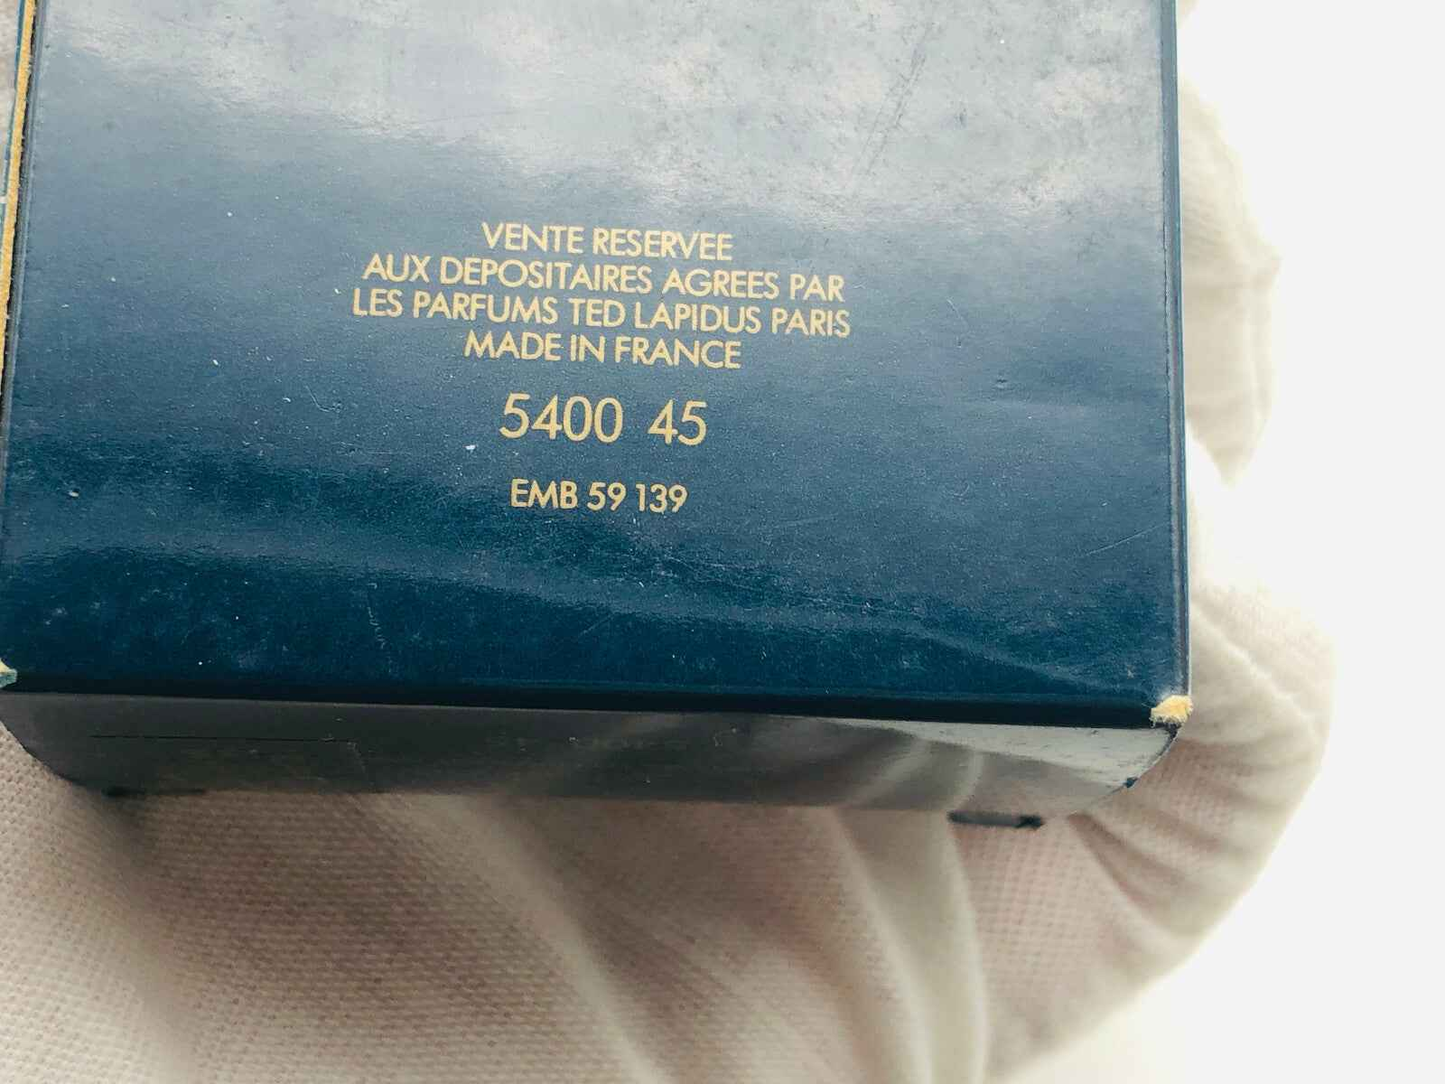 VENTE RESERVEE
AUX DEPOSITAIRES AGREES PAR
LES PARFUMS TED LAPIDUS PARIS
MADE IN FRANCE
5400 45
EMB 59 139